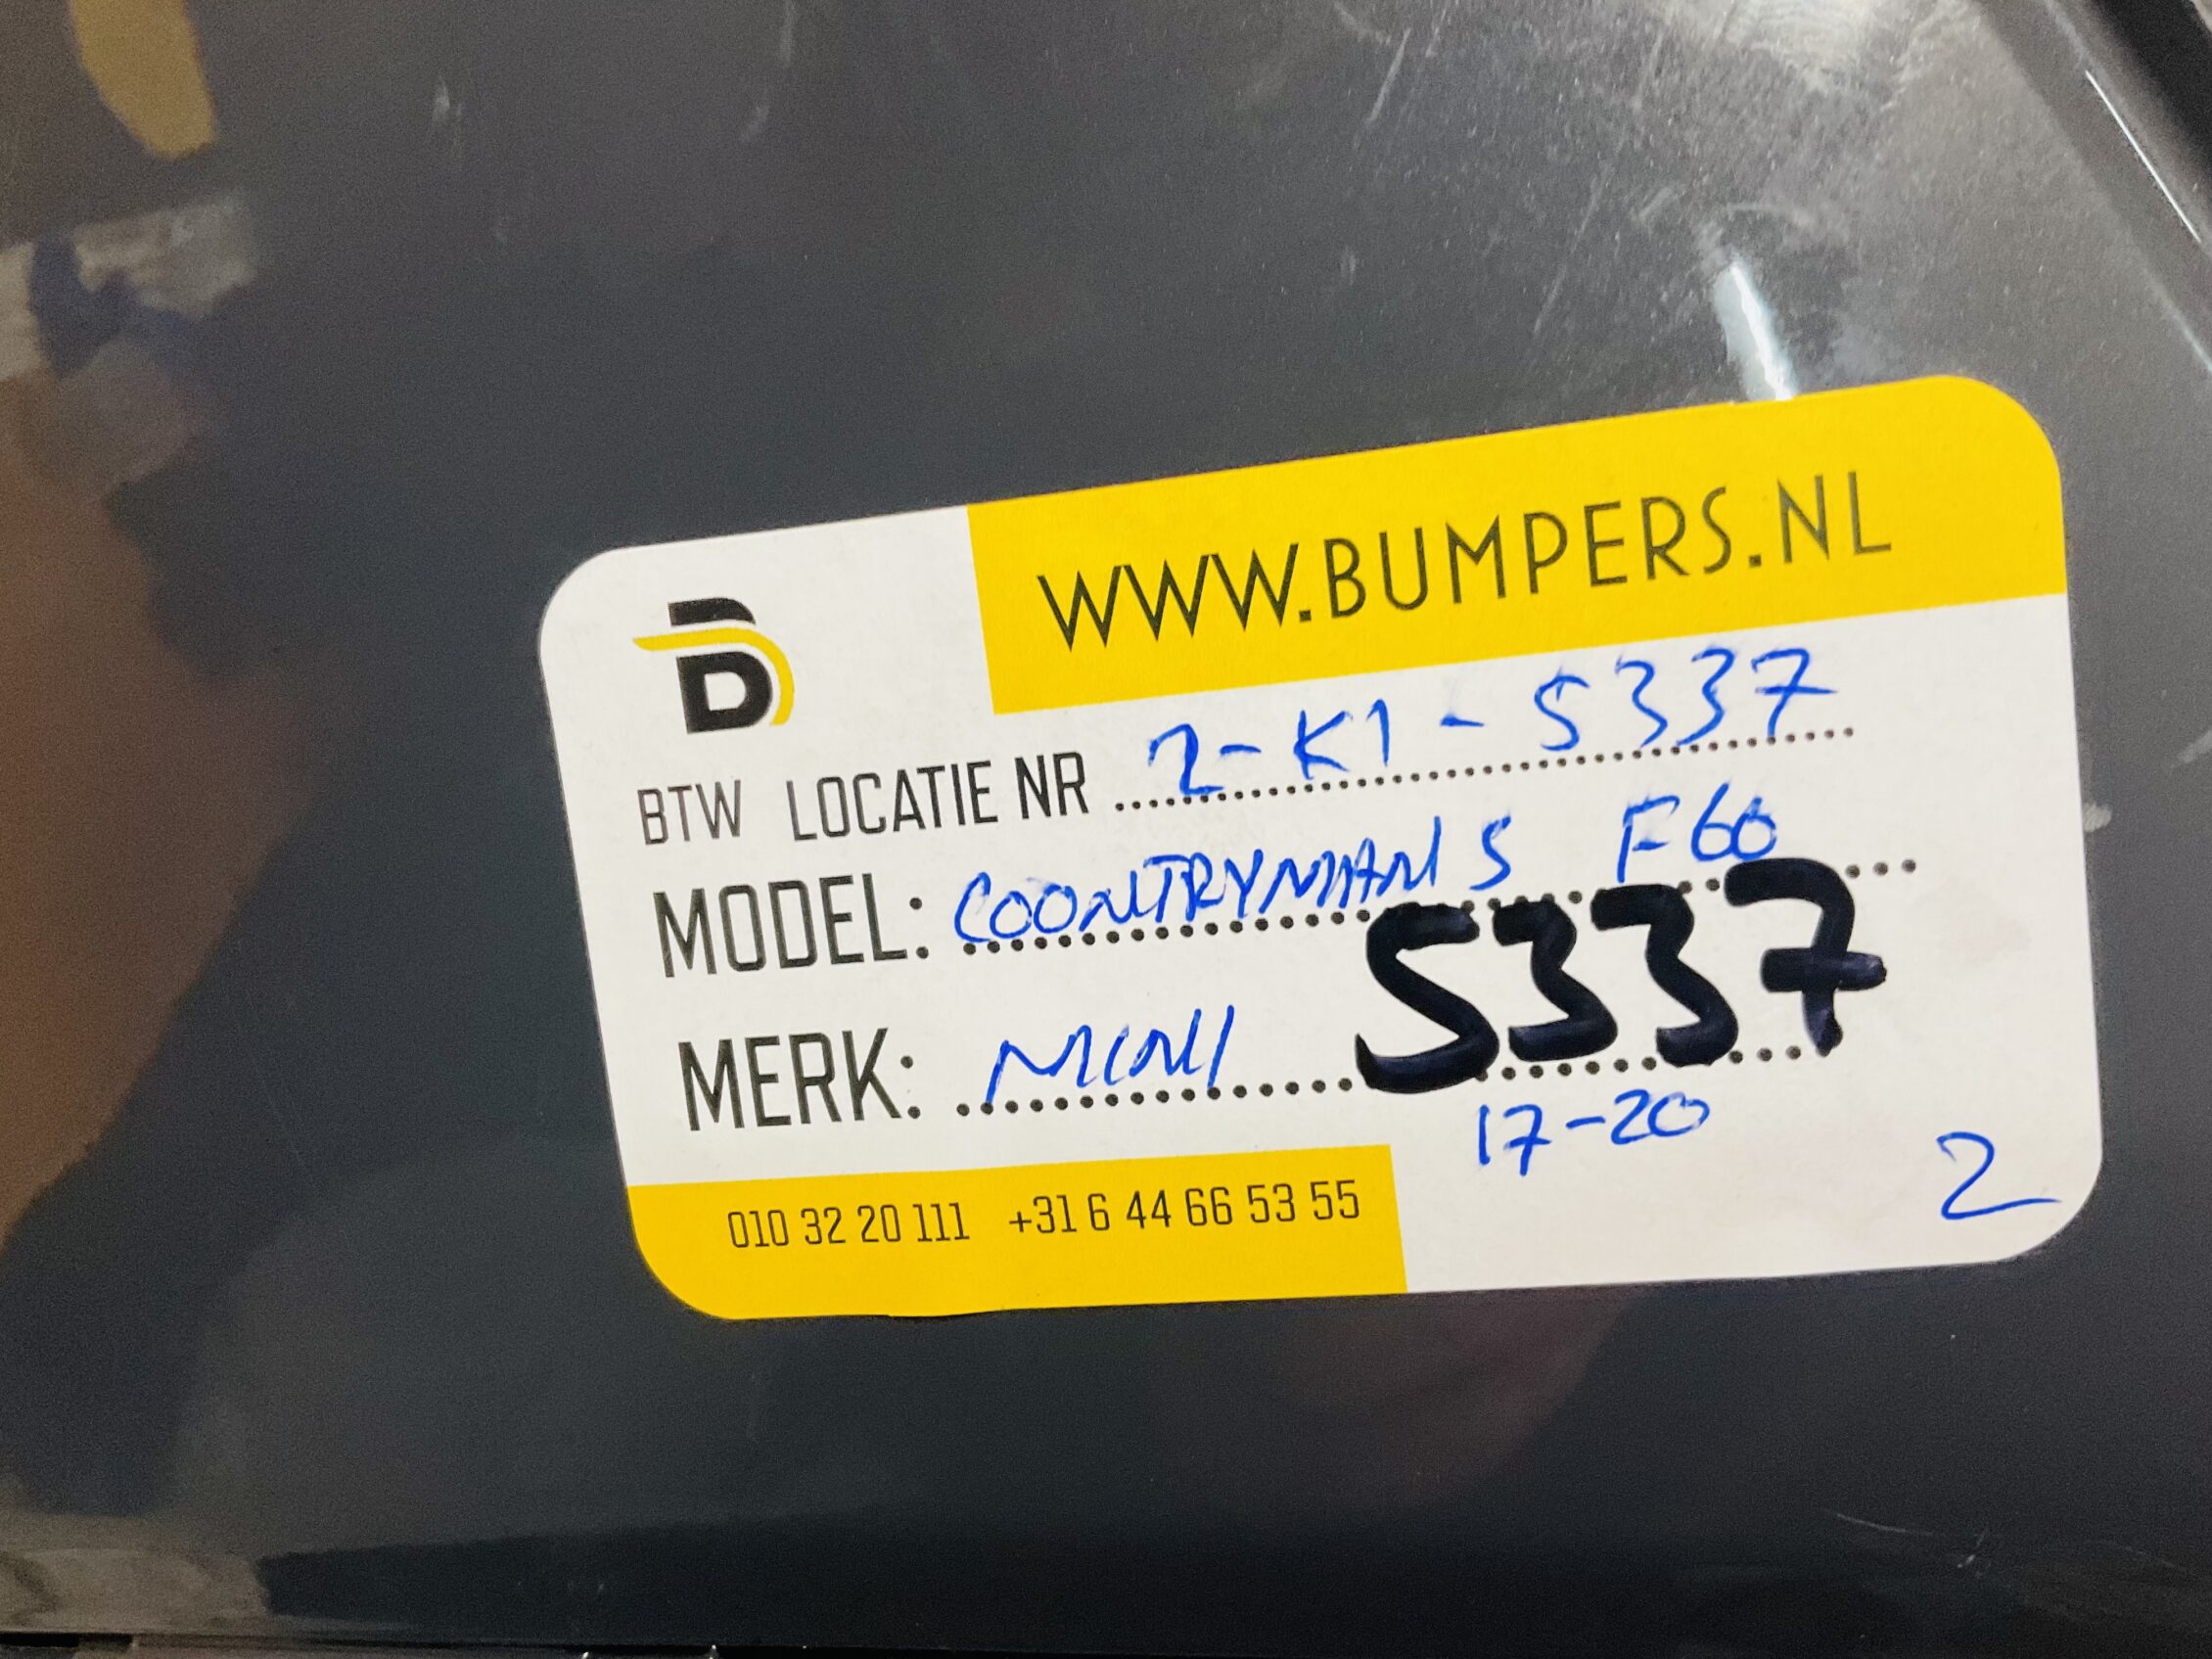 WWW.BUMPERS.NL
B
BTW LOCATIE NR 2-K1-S337
MODEL: COONTRYMAN S F60
MERK: MINI S337
17-20
2
010 32 20 111 +31 6 44 66 53 55